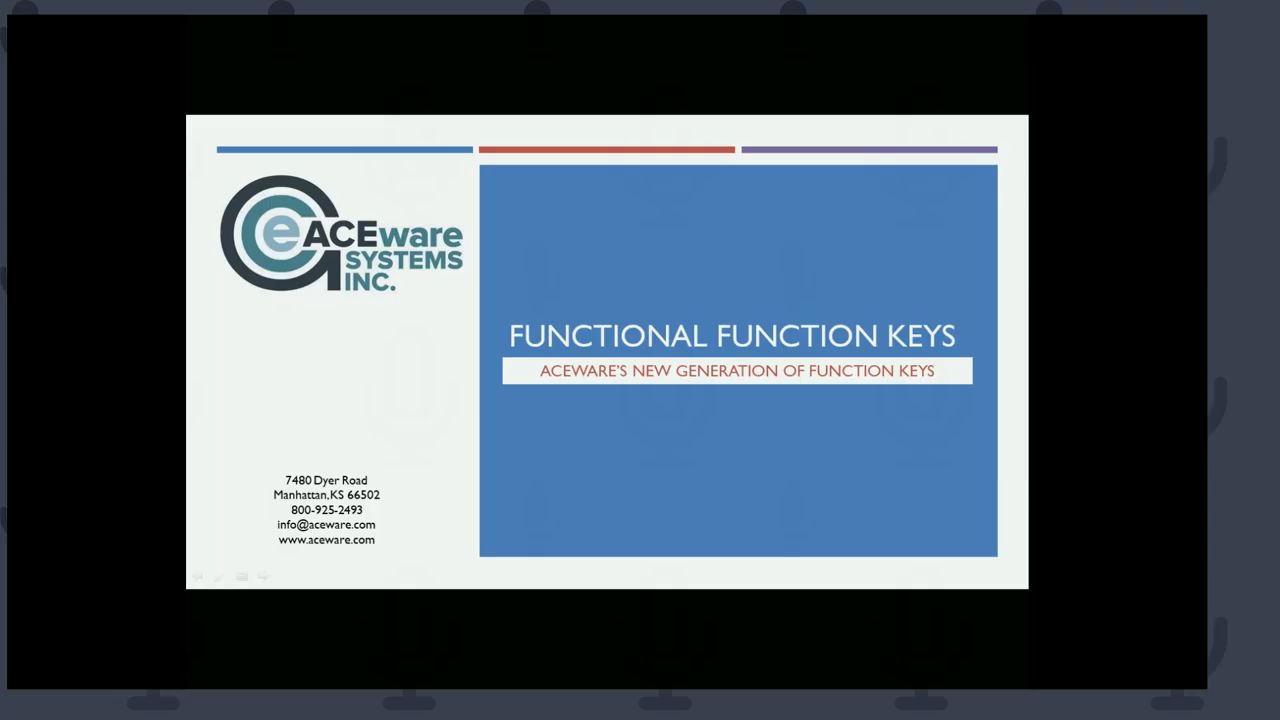 e ACEware
SYSTEMS
INC.
FUNCTIONAL FUNCTION KEYS
ACEWARE'S NEW GENERATION OF FUNCTION KEYS
7480 Dyer Road
Manhattan, KS 66502
800-925-2493
info@aceware.com
www.aceware.com